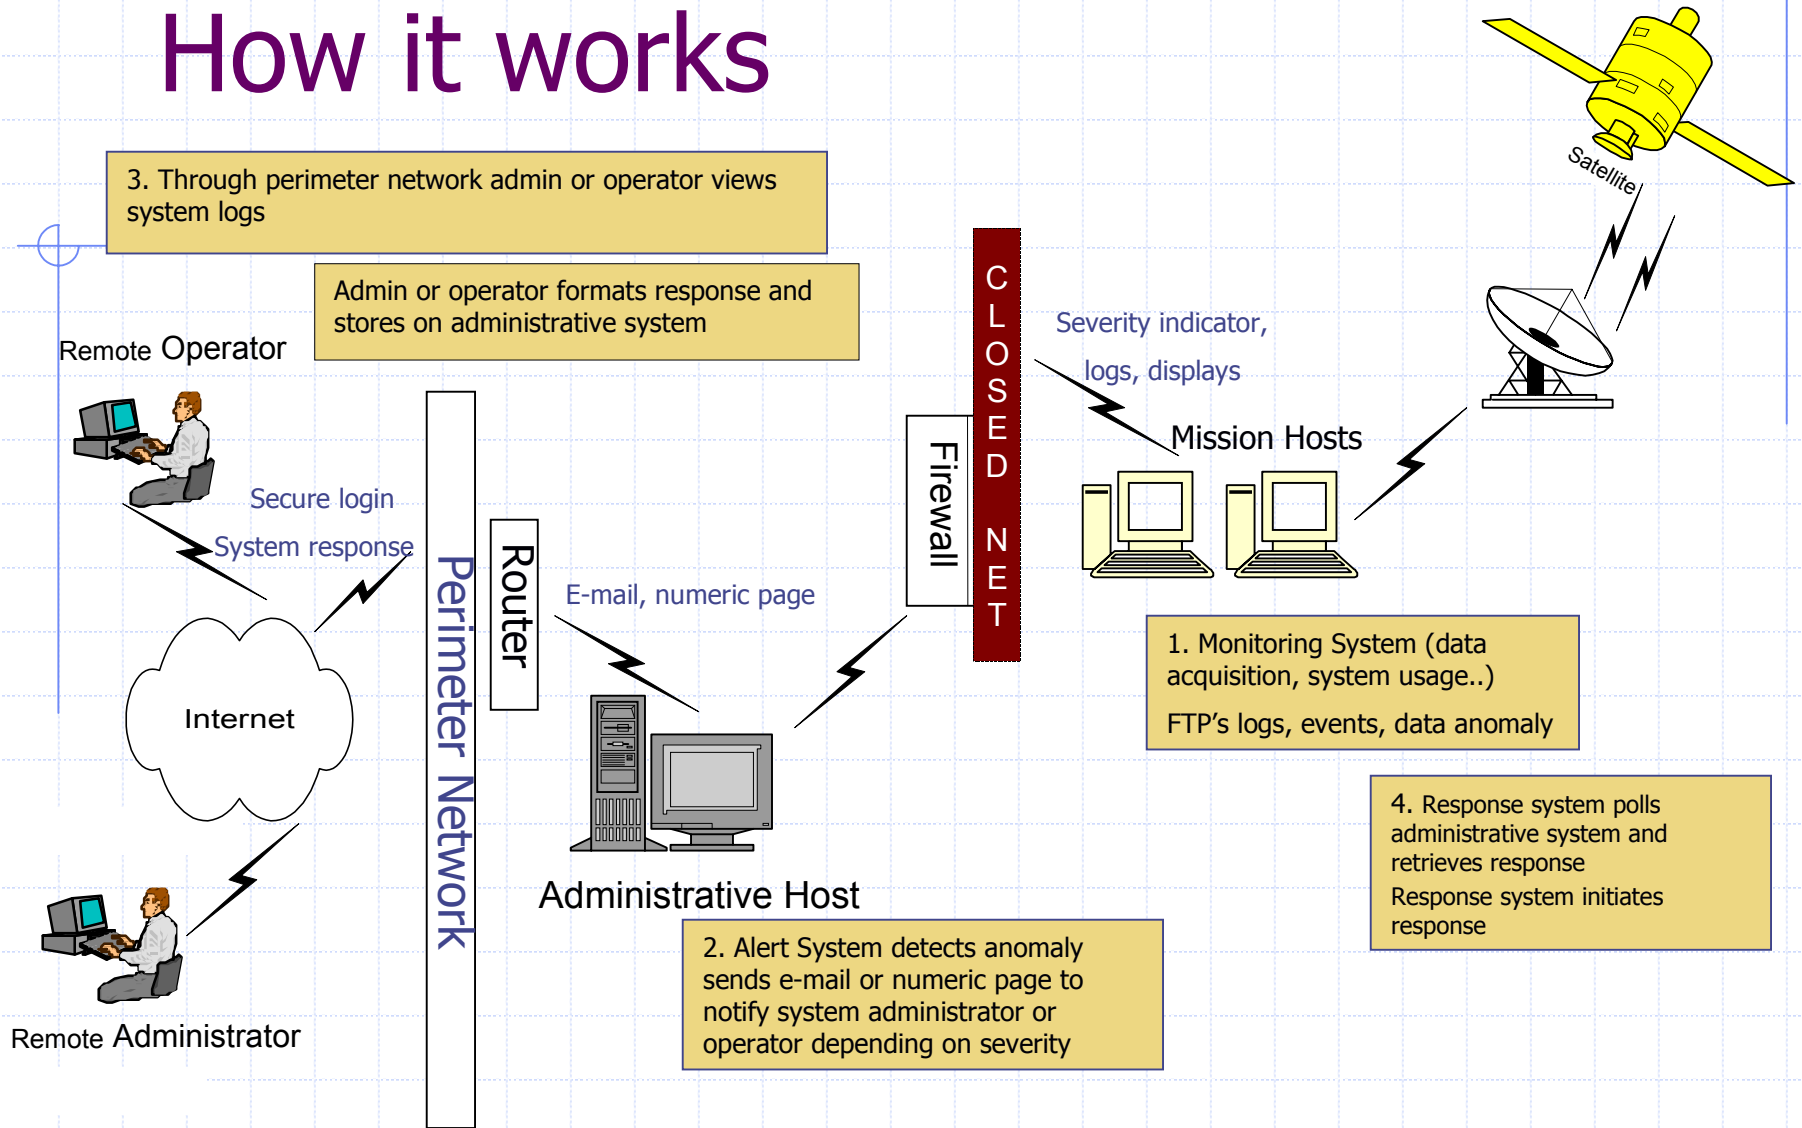 How it works
Satellite
3. Through perimeter network admin or operator views
system logs
Admin or operator formats response and
stores on administrative system
Remote Operator
Secure login
System response
Internet
Remote Administrator
Perimeter Network
Router
E-mail, numeric page
Administrative Host
2. Alert System detects anomaly
sends e-mail or numeric page to
notify system administrator or
operator depending on severity
Firewall
CLOSED NET
Severity indicator,
logs, displays
Mission Hosts
1. Monitoring System (data
acquisition, system usage..)
FTP's logs, events, data anomaly
4. Response system polls
administrative system and
retrieves response
Response system initiates
response